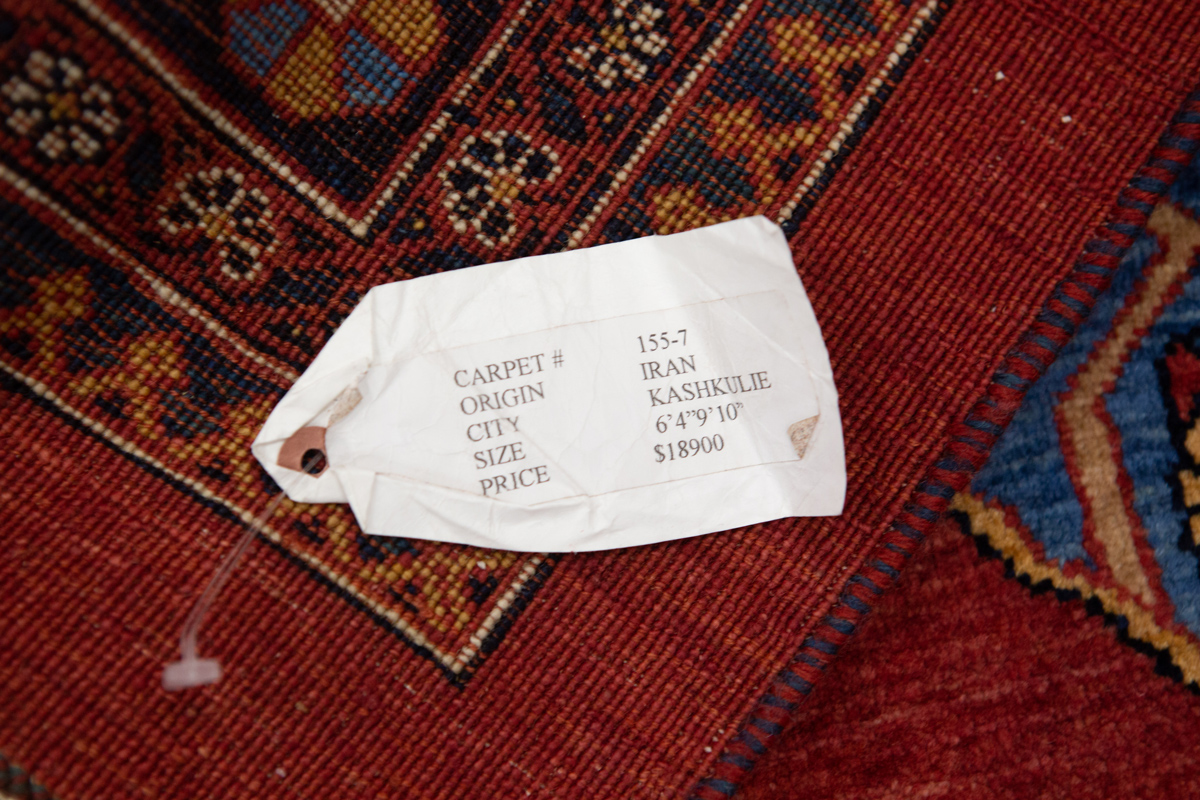 CARPET # 155-7
ORIGIN IRAN
CITY KASHKULIE
SIZE 6’4”9’10”
PRICE $18900